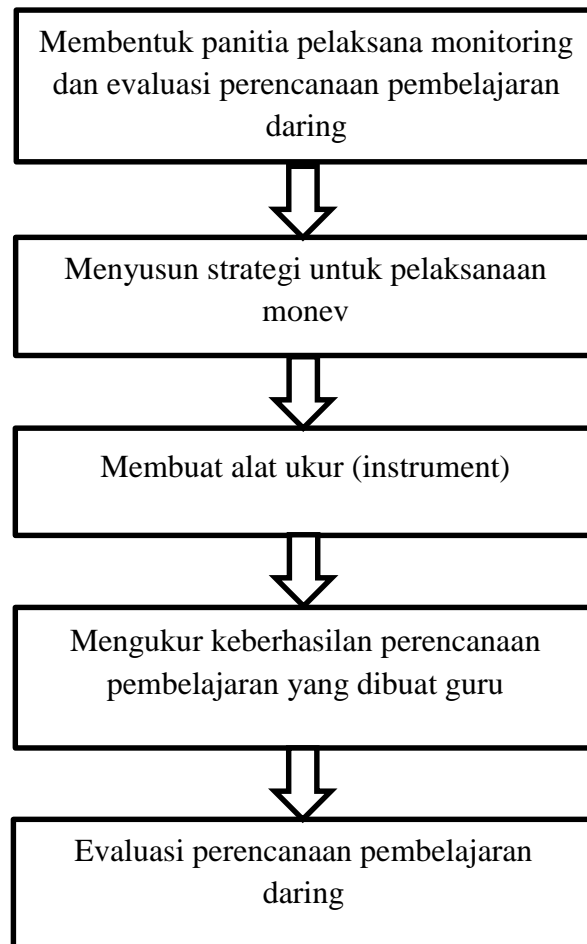 Membentuk panitia pelaksana monitoring
dan evaluasi perencanaan pembelajaran
daring
Menyusun strategi untuk pelaksanaan
monev
Membuat alat ukur (instrument)
Mengukur keberhasilan perencanaan
pembelajaran yang dibuat guru
Evaluasi perencanaan pembelajaran
daring